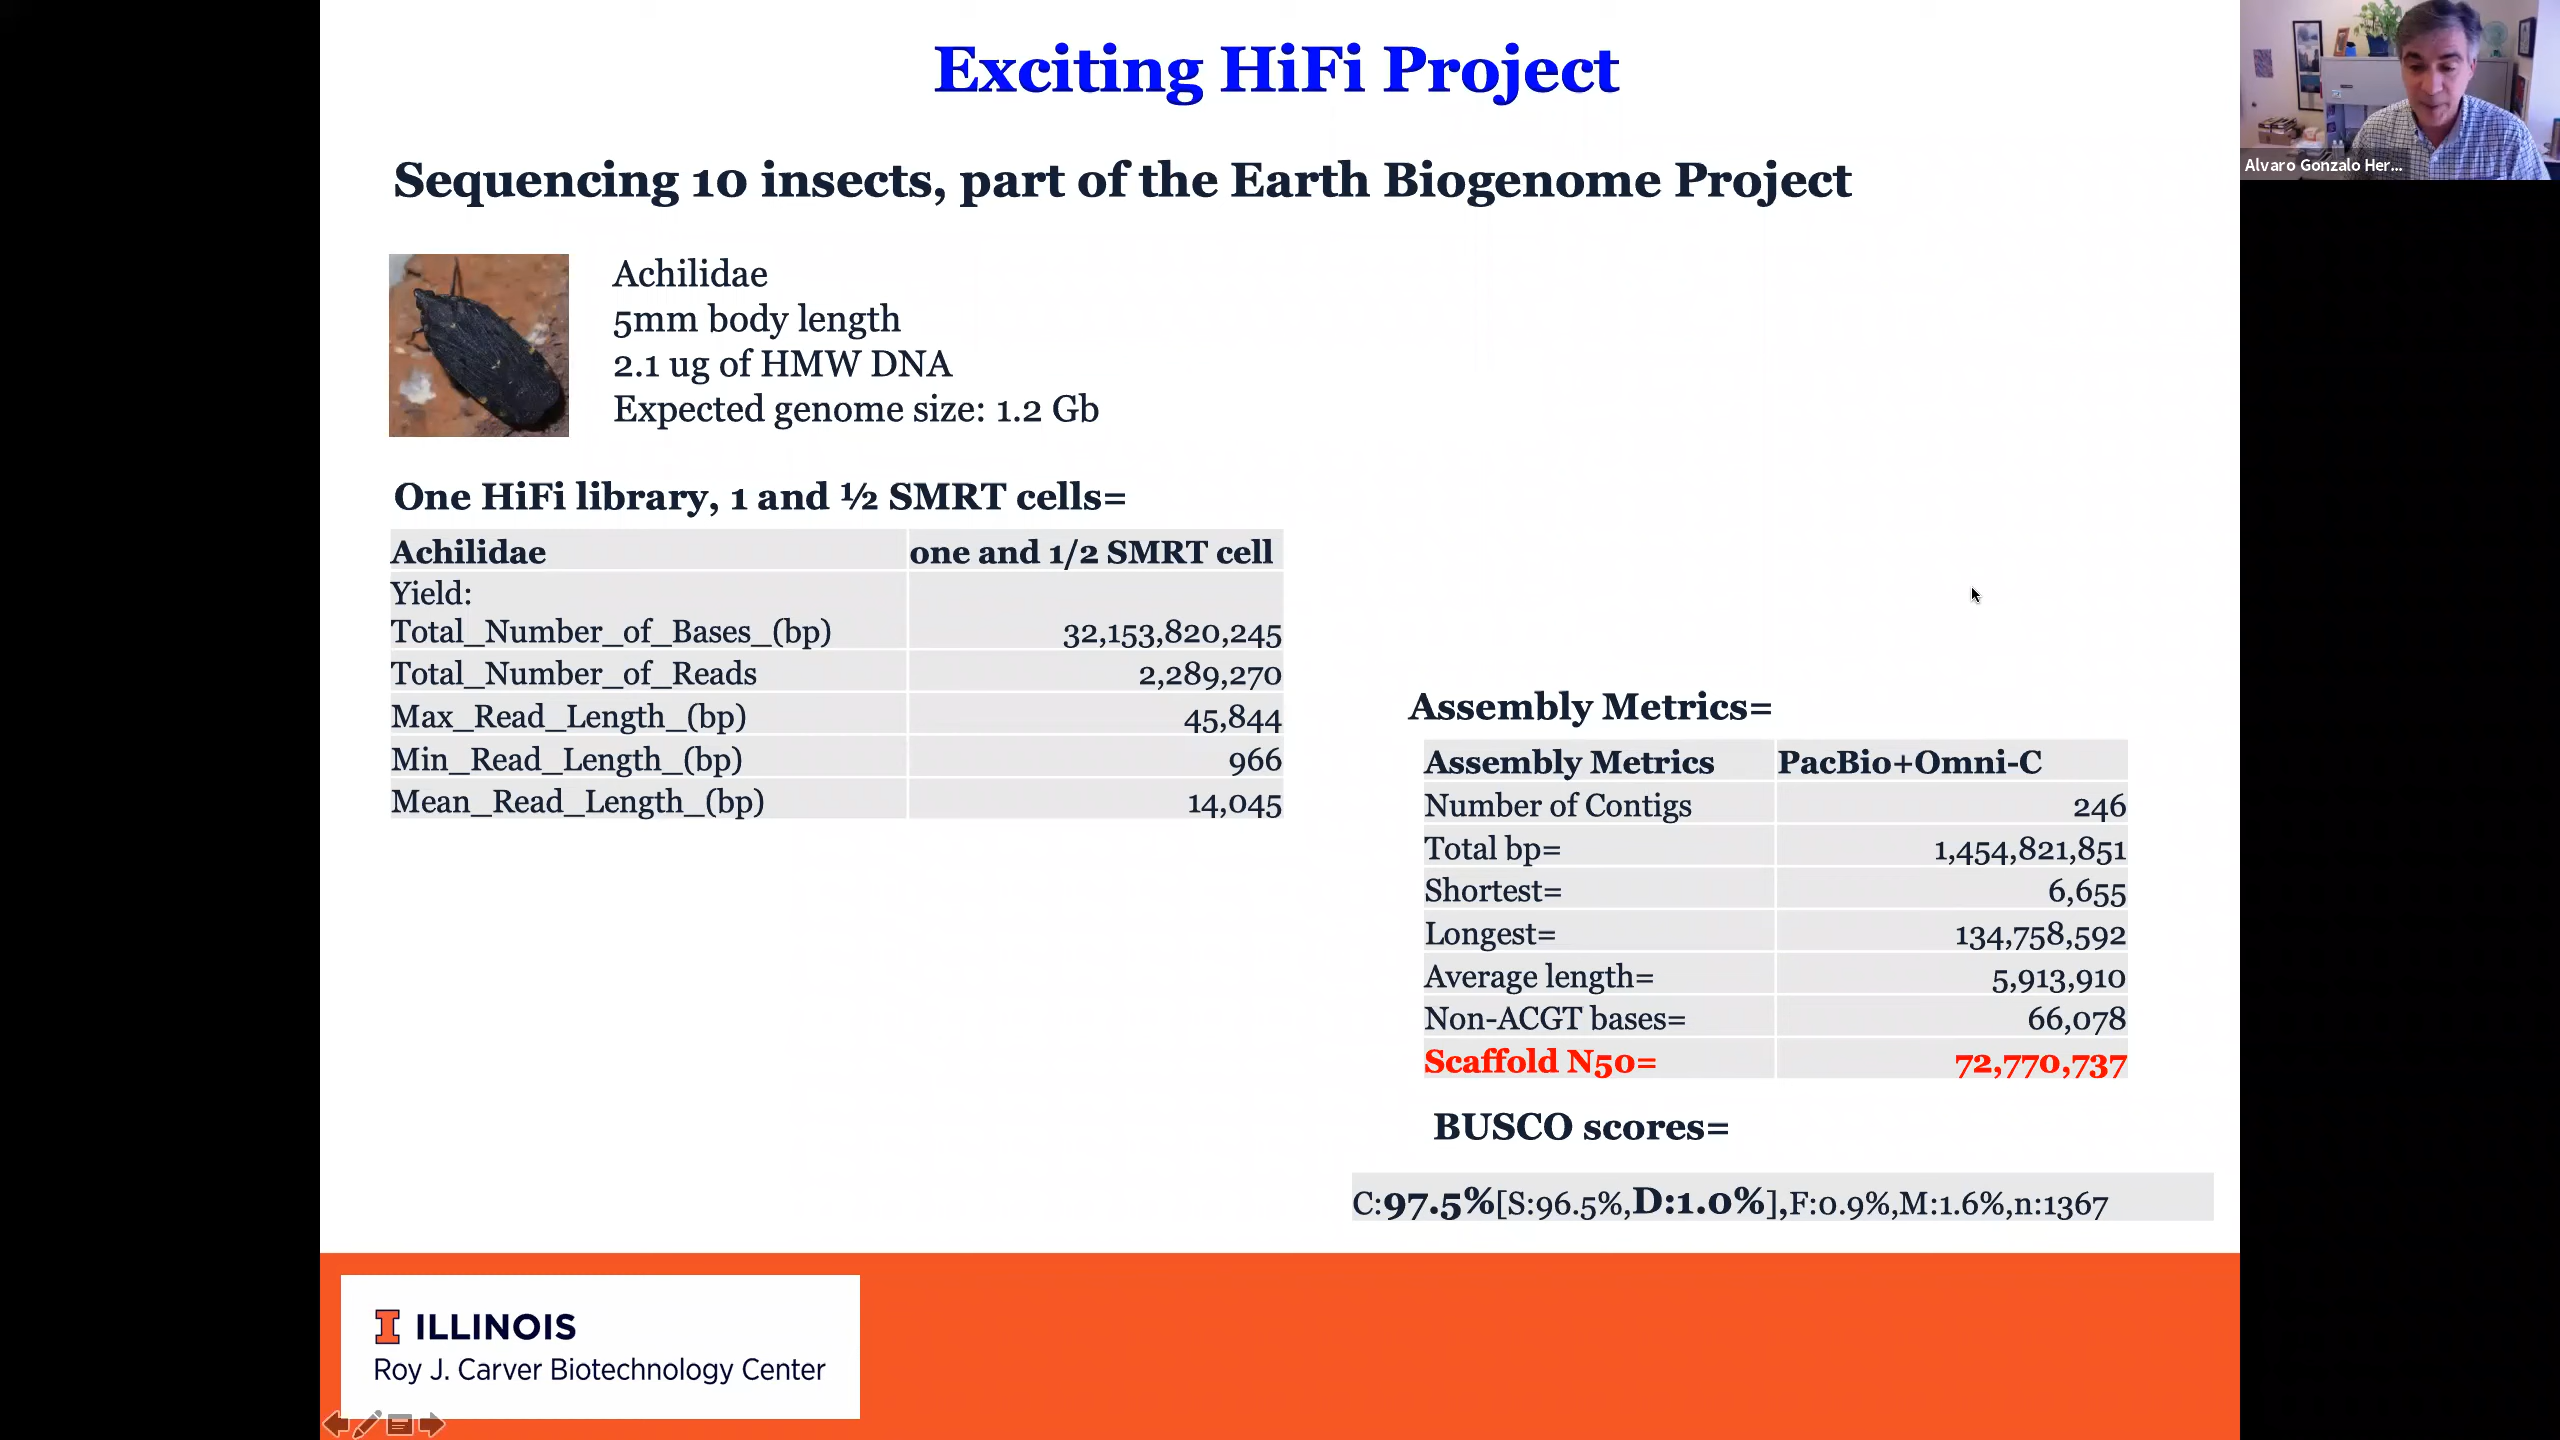 Exciting HiFi Project
Alvaro Gonzalo Her...
Sequencing 10 insects, part of the Earth Biogenome Project
Achilidae
5mm body length
2.1 ug of HMW DNA
Expected genome size: 1.2 Gb
One HiFi library, 1 and ½ SMRT cells=
Achilidae one and 1/2 SMRT cell
Yield:
Total_Number_of_Bases_(bp) 32,153,820,245
Total_Number_of_Reads 2,289,270
Max_Read_Length_(bp) 45,844
Min_Read_Length_(bp) 966
Mean_Read_Length_(bp) 14,045
Assembly Metrics=
Assembly Metrics PacBio+Omni-C
Number of Contigs 246
Total bp= 1,454,821,851
Shortest= 6,655
Longest= 134,758,592
Average length= 5,913,910
Non-ACGT bases= 66,078
Scaffold N50= 72,770,737
BUSCO scores=
C:97.5%[S:96.5%,D:1.0%],F:0.9%,M:1.6%,n:1367
I ILLINOIS
Roy J. Carver Biotechnology Center